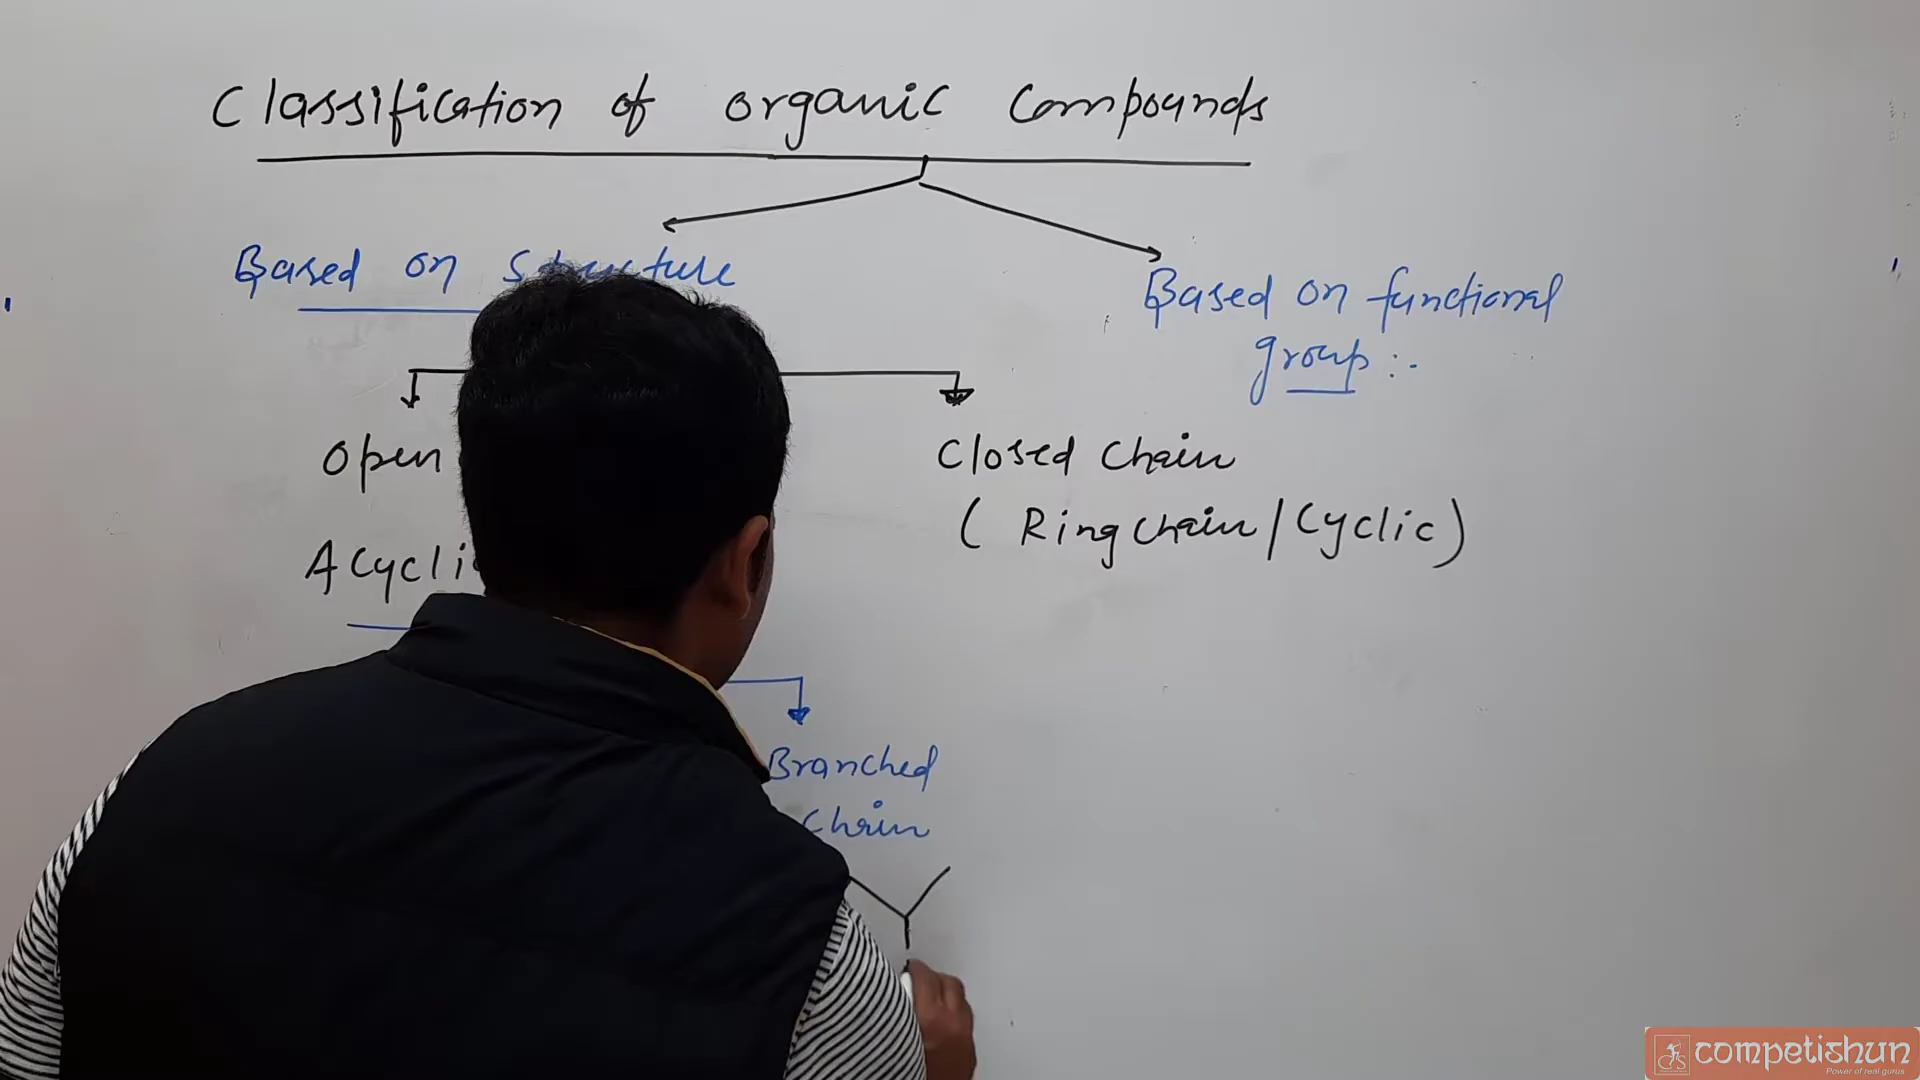 Classification of organic Compounds
Based on Structure
Based on functional
group :-
Open
Closed Chain
(Ring chain/Cyclic)
Branched
Chain
competishun
Power of real gurus